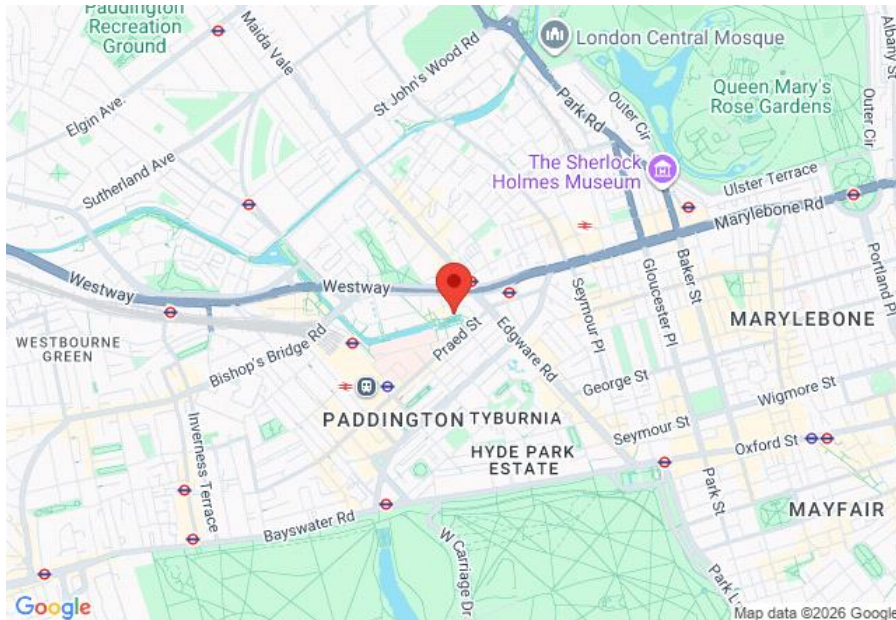 Paddington
Recreation
Ground
Maida Vale
St John's Wood Rd
London Central Mosque
Albany St
Elgin Ave.
Park Rd
Outer Cir
Queen Mary's
Rose Gardens
Outer Cir
Sutherland Ave
The Sherlock
Holmes Museum
Ulster Terrace
Marylebone Rd
Westway
Westway
Baker St
Gloucester Pl
Portland Pl
Seymour Pl
MARYLEBONE
WESTBOURNE
GREEN
Bishop's Bridge Rd
Praed St
Edgware Rd
George St
Wigmore St
PADDINGTON
TYBURNIA
Seymour St
Oxford St
HYDE PARK
ESTATE
Inverness Terrace
Park St
MAYFAIR
Bayswater Rd
W Carriage Dr
Park L
Google
Map data ©2026 Google